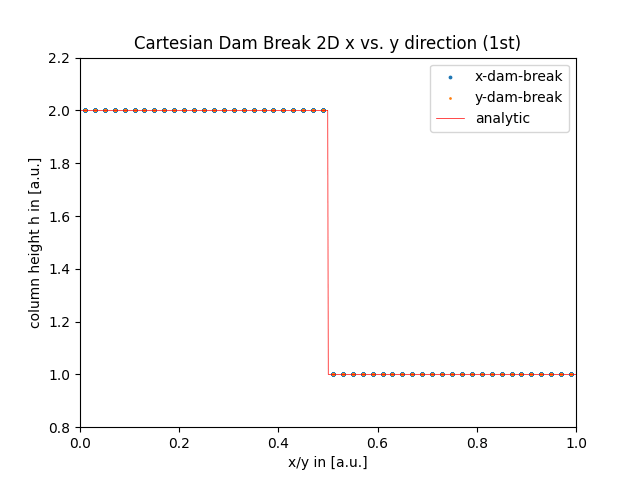 Cartesian Dam Break 2D x vs. y direction (1st)
2.2
2.0
1.8
1.6
1.4
1.2
1.0
0.8
column height h in [a.u.]
x-dam-break
y-dam-break
analytic
0.0 0.2 0.4 0.6 0.8 1.0
x/y in [a.u.]